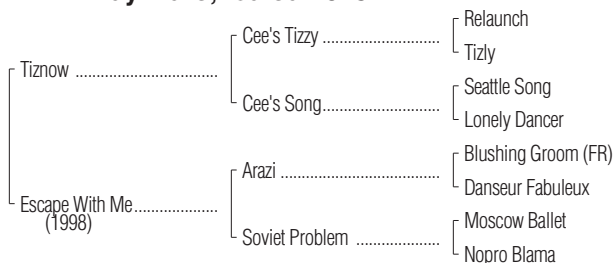 Cee's Tizzy ..............................
Relaunch
Tizly
Tiznow ....................................
Cee's Song..............................
Seattle Song
Lonely Dancer
Arazi ........................................
Blushing Groom (FR)
Danseur Fabuleux
Escape With Me.....................
(1998)
Soviet Problem .....................
Moscow Ballet
Nopro Blama